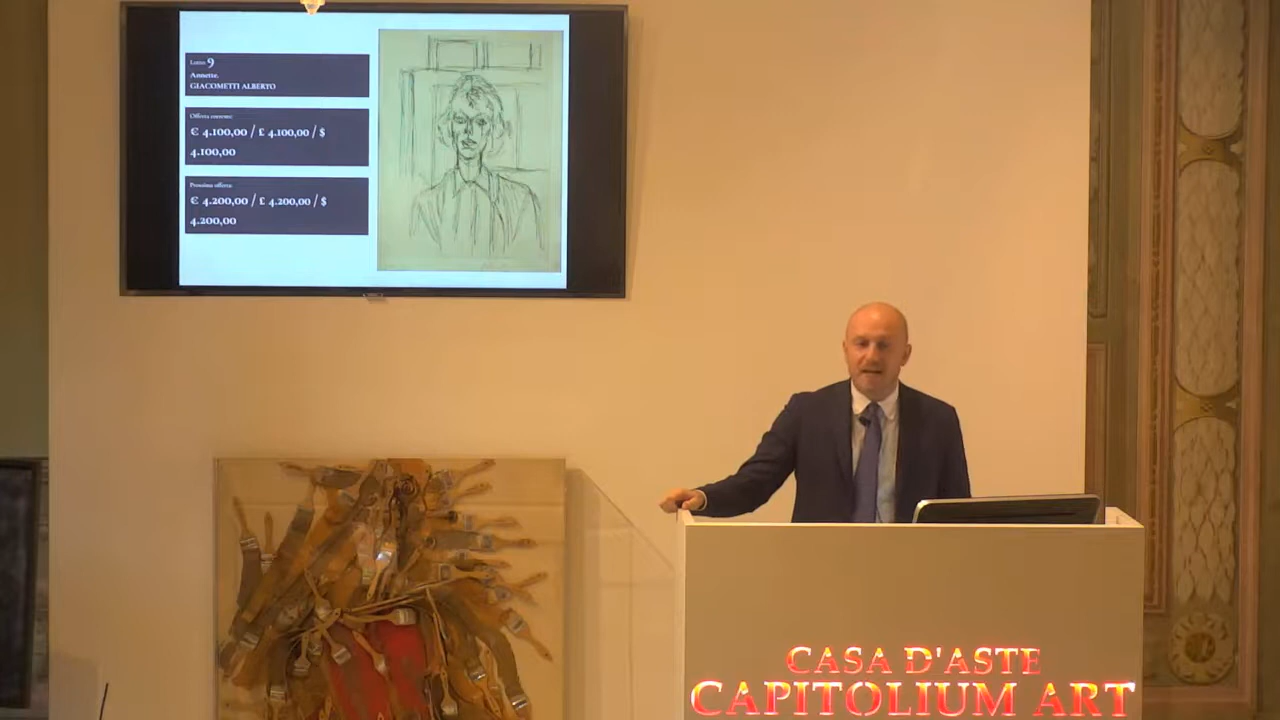 Lotto 9
Annette.
GIACOMETTI ALBERTO
Offerta corrente:
€ 4.100,00 / £ 4.100,00 / $
4.100,00
Prossima offerta:
€ 4.200,00 / £ 4.200,00 / $
4.200,00
CASA D'ASTE
CAPITOLIUM ART